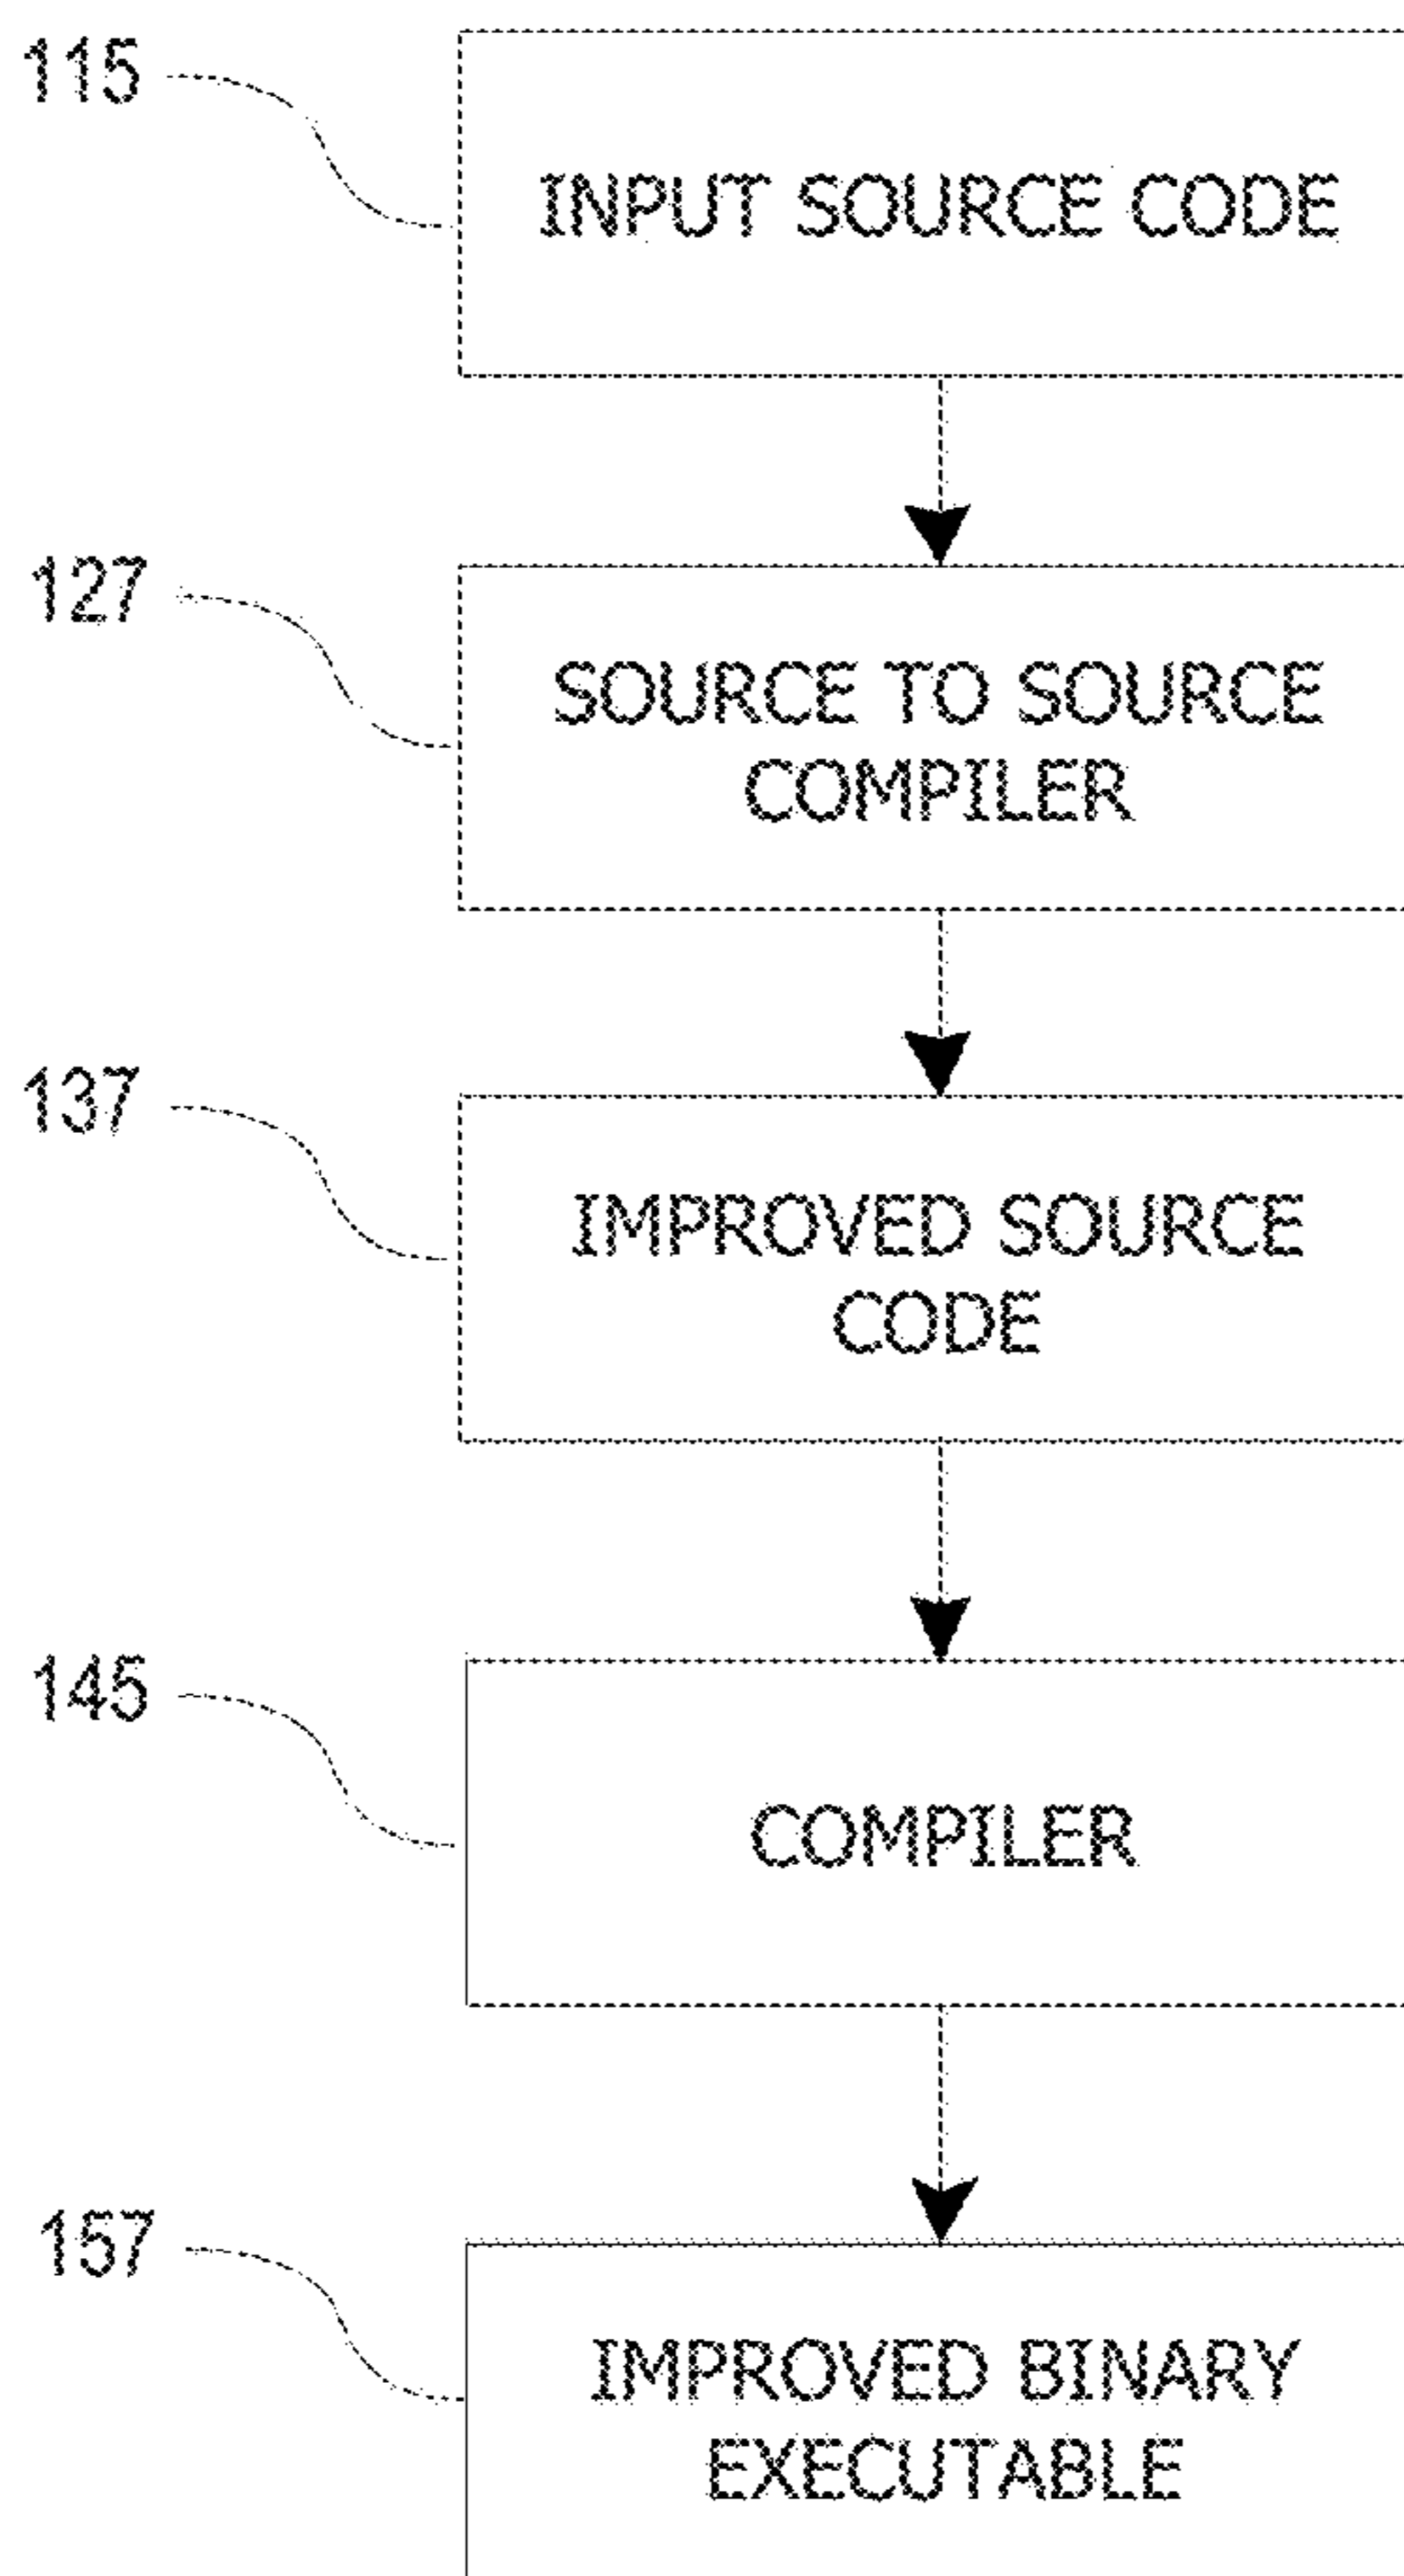 115
INPUT SOURCE CODE
127
SOURCE TO SOURCE
COMPILER
137
IMPROVED SOURCE
CODE
145
COMPILER
157
IMPROVED BINARY
EXECUTABLE